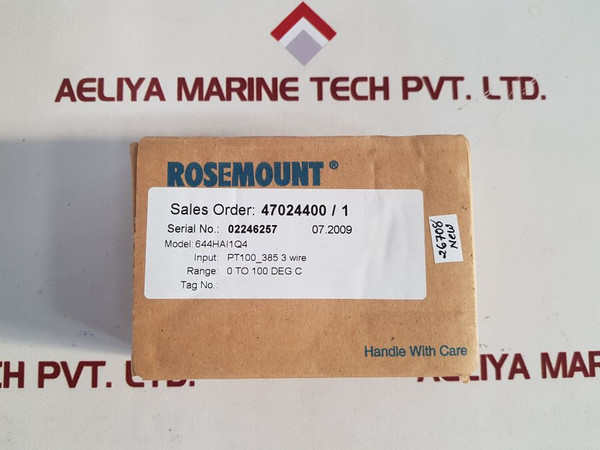 AELIYA MARINE TECH PVT. LTD.
ROSEMOUNT®
Sales Order: 47024400 / 1
Serial No.: 02246257 07.2009
Model: 644HAI1Q4
Input: PT100_385 3 wire
Range: 0 TO 100 DEG C
Tag No.:
26708
NEW
Handle With Care
CH PVT. LTD.
AELIYA MARINE